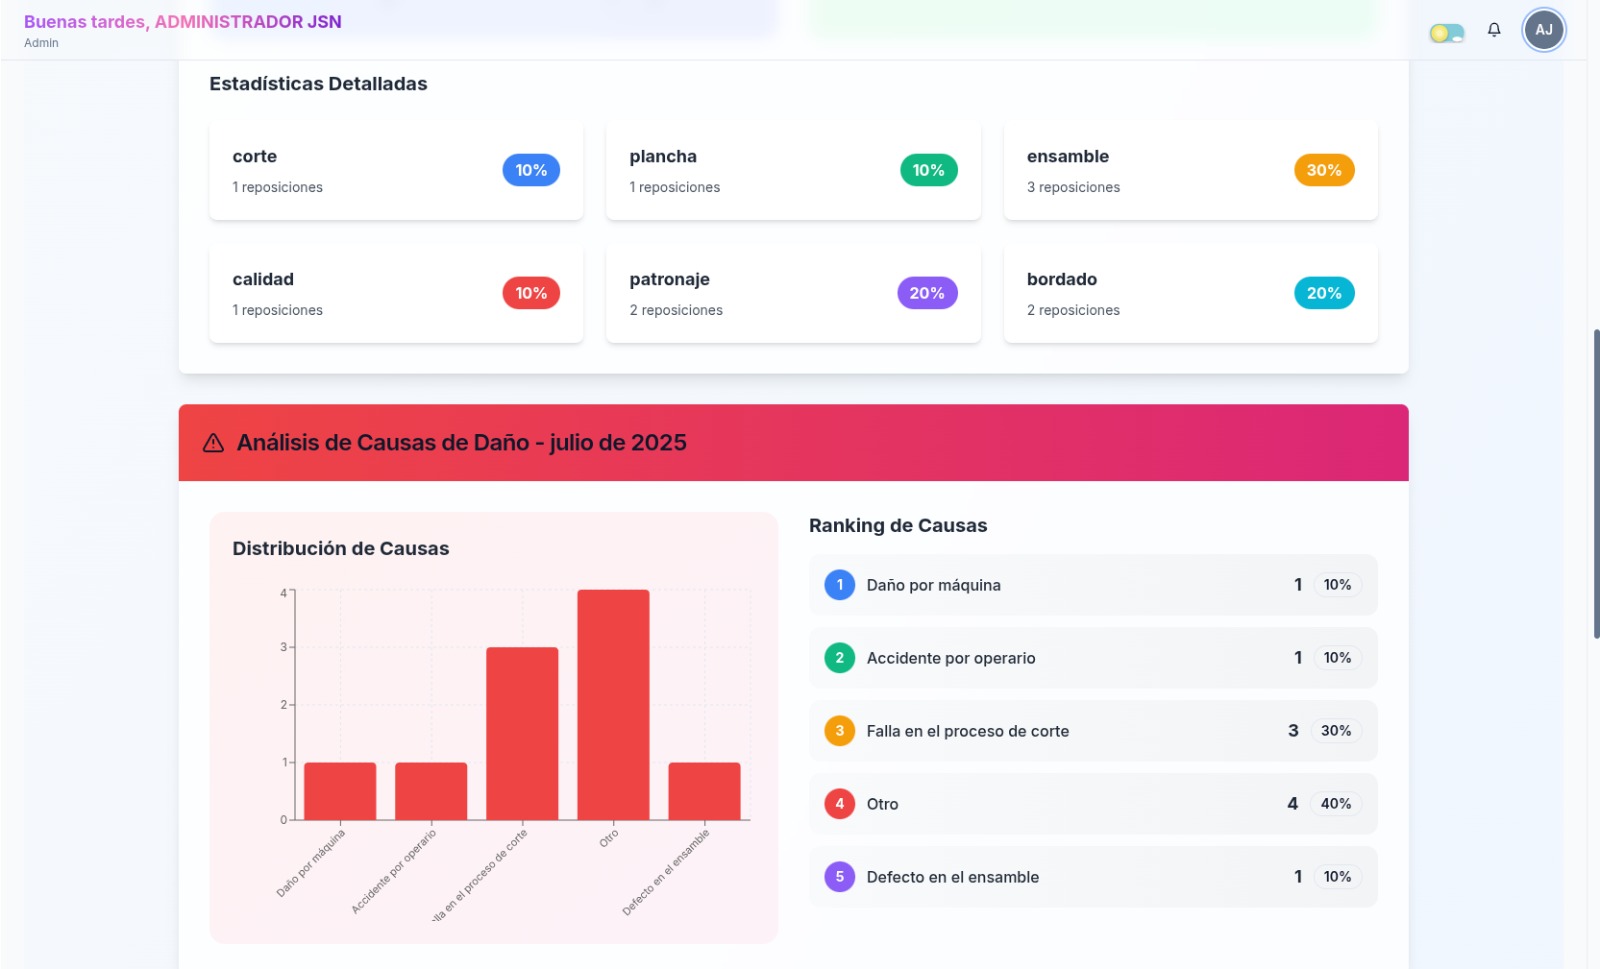 Buenas tardes, ADMINISTRADOR JSN
Admin
AJ
Estadísticas Detalladas
corte
1 reposiciones
10%
plancha
1 reposiciones
10%
ensamble
3 reposiciones
30%
calidad
1 reposiciones
10%
patronaje
2 reposiciones
20%
bordado
2 reposiciones
20%
Análisis de Causas de Daño - julio de 2025
Distribución de Causas
4
3
2
1
0
Daño por máquina
Accidente por operario
lla en el proceso de corte
Otro
Defecto en el ensamble
Ranking de Causas
1 Daño por máquina 1 10%
2 Accidente por operario 1 10%
3 Falla en el proceso de corte 3 30%
4 Otro 4 40%
5 Defecto en el ensamble 1 10%